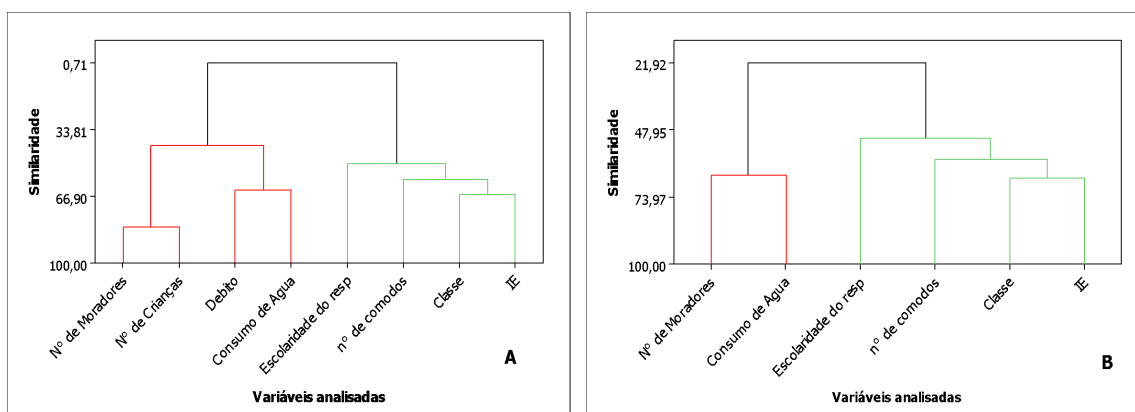 0,71
33,81
66,90
100,00
Similaridade
Nº de Moradores
Nº de Crianças
Debito
Consumo de Agua
Escolaridade do resp
nº de comodos
Classe
IE
Variáveis analisadas
A
21,92
47,95
73,97
100,00
Similaridade
Nº de Moradores
Consumo de Agua
Escolaridade do resp
nº de comodos
Classe
IE
Variáveis analisadas
B